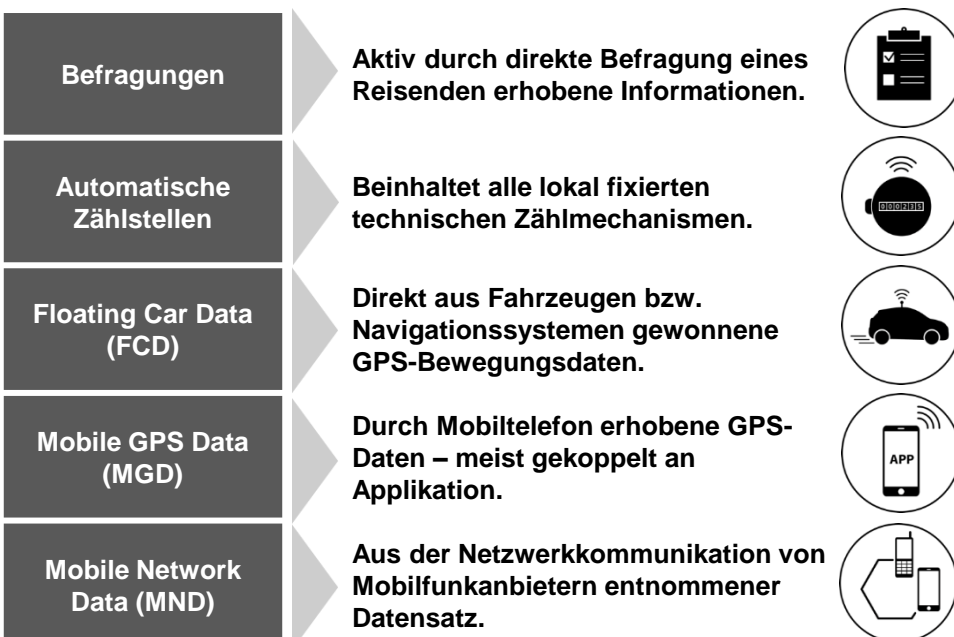 Befragungen
Aktiv durch direkte Befragung eines
Reisenden erhobene Informationen.
Automatische
Zählstellen
Beinhaltet alle lokal fixierten
technischen Zählmechanismen.
000235
Floating Car Data
(FCD)
Direkt aus Fahrzeugen bzw.
Navigationssystemen gewonnene
GPS-Bewegungsdaten.
Mobile GPS Data
(MGD)
Durch Mobiltelefon erhobene GPS-
Daten – meist gekoppelt an
Applikation.
APP
Mobile Network
Data (MND)
Aus der Netzwerkkommunikation von
Mobilfunkanbietern entnommener
Datensatz.